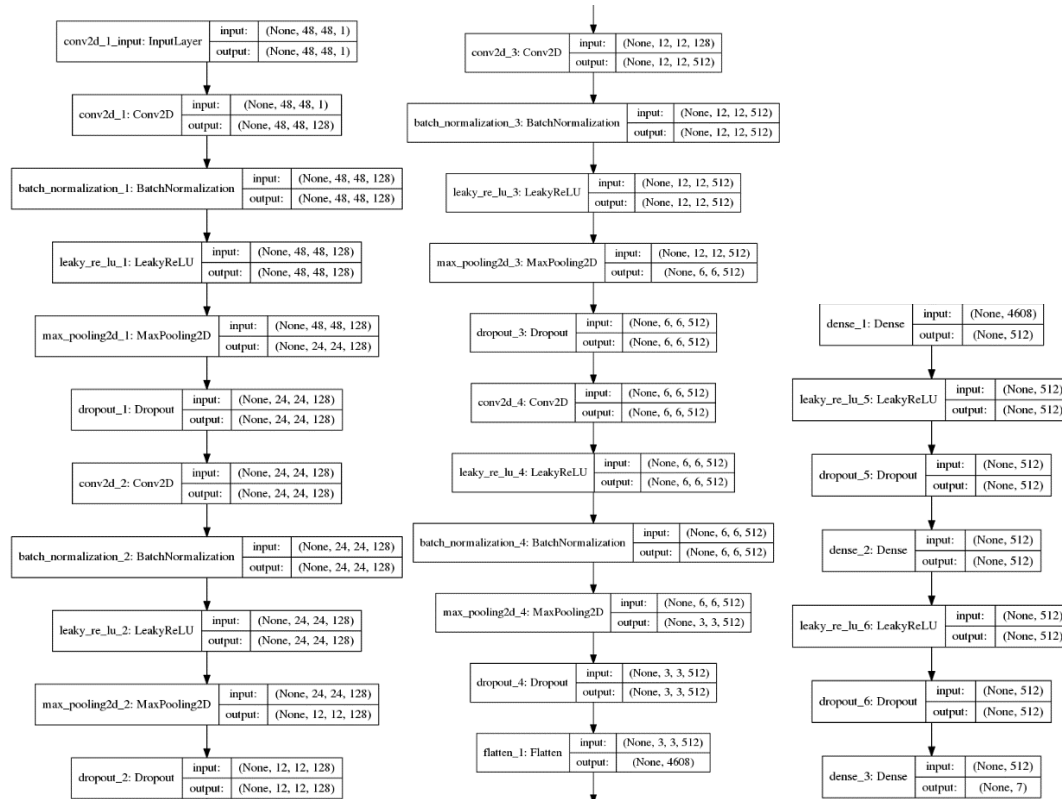 conv2d_1_input: InputLayer
input: (None, 48, 48, 1)
output: (None, 48, 48, 1)
conv2d_1: Conv2D
input: (None, 48, 48, 1)
output: (None, 48, 48, 128)
batch_normalization_1: BatchNormalization
input: (None, 48, 48, 128)
output: (None, 48, 48, 128)
leaky_re_lu_1: LeakyReLU
input: (None, 48, 48, 128)
output: (None, 48, 48, 128)
max_pooling2d_1: MaxPooling2D
input: (None, 48, 48, 128)
output: (None, 24, 24, 128)
dropout_1: Dropout
input: (None, 24, 24, 128)
output: (None, 24, 24, 128)
conv2d_2: Conv2D
input: (None, 24, 24, 128)
output: (None, 24, 24, 128)
batch_normalization_2: BatchNormalization
input: (None, 24, 24, 128)
output: (None, 24, 24, 128)
leaky_re_lu_2: LeakyReLU
input: (None, 24, 24, 128)
output: (None, 24, 24, 128)
max_pooling2d_2: MaxPooling2D
input: (None, 24, 24, 128)
output: (None, 12, 12, 128)
dropout_2: Dropout
input: (None, 12, 12, 128)
output: (None, 12, 12, 128)
conv2d_3: Conv2D
input: (None, 12, 12, 128)
output: (None, 12, 12, 512)
batch_normalization_3: BatchNormalization
input: (None, 12, 12, 512)
output: (None, 12, 12, 512)
leaky_re_lu_3: LeakyReLU
input: (None, 12, 12, 512)
output: (None, 12, 12, 512)
max_pooling2d_3: MaxPooling2D
input: (None, 12, 12, 512)
output: (None, 6, 6, 512)
dropout_3: Dropout
input: (None, 6, 6, 512)
output: (None, 6, 6, 512)
conv2d_4: Conv2D
input: (None, 6, 6, 512)
output: (None, 6, 6, 512)
leaky_re_lu_4: LeakyReLU
input: (None, 6, 6, 512)
output: (None, 6, 6, 512)
batch_normalization_4: BatchNormalization
input: (None, 6, 6, 512)
output: (None, 6, 6, 512)
max_pooling2d_4: MaxPooling2D
input: (None, 6, 6, 512)
output: (None, 3, 3, 512)
dropout_4: Dropout
input: (None, 3, 3, 512)
output: (None, 3, 3, 512)
flatten_1: Flatten
input: (None, 3, 3, 512)
output: (None, 4608)
dense_1: Dense
input: (None, 4608)
output: (None, 512)
leaky_re_lu_5: LeakyReLU
input: (None, 512)
output: (None, 512)
dropout_5: Dropout
input: (None, 512)
output: (None, 512)
dense_2: Dense
input: (None, 512)
output: (None, 512)
leaky_re_lu_6: LeakyReLU
input: (None, 512)
output: (None, 512)
dropout_6: Dropout
input: (None, 512)
output: (None, 512)
dense_3: Dense
input: (None, 512)
output: (None, 7)